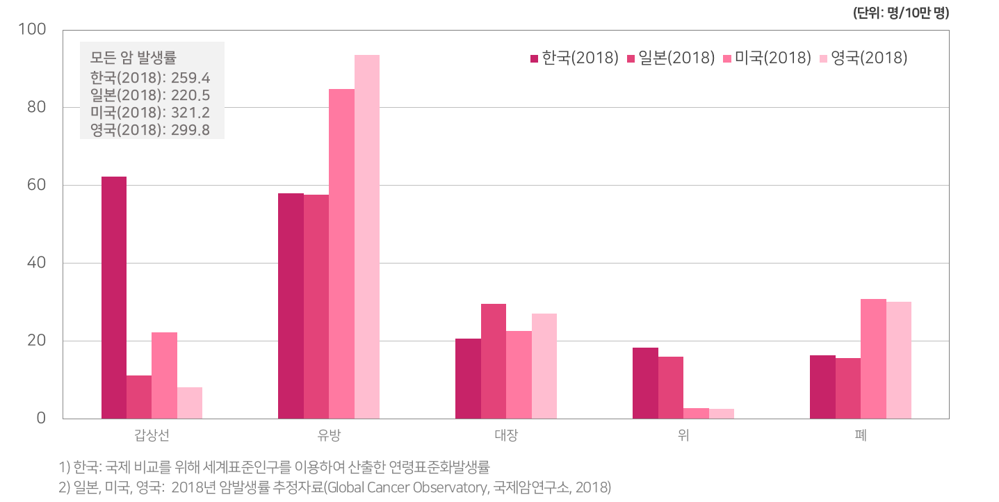 (단위: 명/10만 명)
100
80
60
40
20
0
모든 암 발생률
한국(2018): 259.4
일본(2018): 220.5
미국(2018): 321.2
영국(2018): 299.8
한국(2018) 일본(2018) 미국(2018) 영국(2018)
갑상선 유방 대장 위 폐
1) 한국: 국제 비교를 위해 세계표준인구를 이용하여 산출한 연령표준화발생률
2) 일본, 미국, 영국: 2018년 암발생률 추정자료(Global Cancer Observatory, 국제암연구소, 2018)